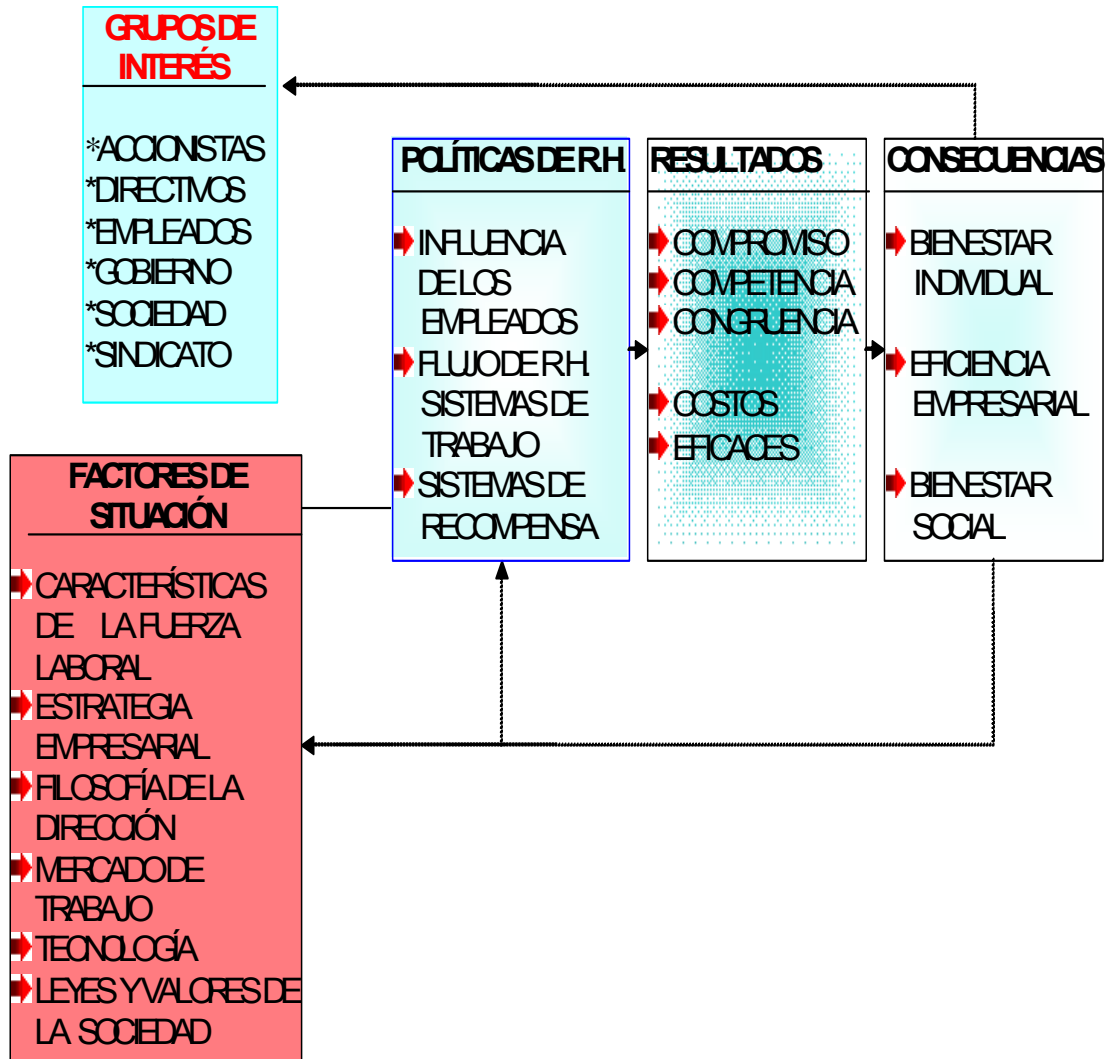 GRUPOS DE
INTERÉS
*ACCIONISTAS
*DIRECTIVOS
*EMPLEADOS
*GOBIERNO
*SOCIEDAD
*SINDICATO
POLÍTICAS DE R.H.
INFLUENCIA
DE LOS
EMPLEADOS
FLUJO DE R.H.
SISTEMAS DE
TRABAJO
SISTEMAS DE
RECOMPENSA
RESULTADOS
COMPROMISO
COMPETENCIA
CONGRUENCIA
COSTOS
EFICACES
CONSECUENCIAS
BIENESTAR
INDIVIDUAL
EFICIENCIA
EMPRESARIAL
BIENESTAR
SOCIAL
FACTORES DE
SITUACIÓN
CARACTERÍSTICAS
DE LA FUERZA
LABORAL
ESTRATEGIA
EMPRESARIAL
FILOSOFÍA DE LA
DIRECCIÓN
MERCADO DE
TRABAJO
TECNOLOGÍA
LEYES Y VALORES DE
LA SOCIEDAD